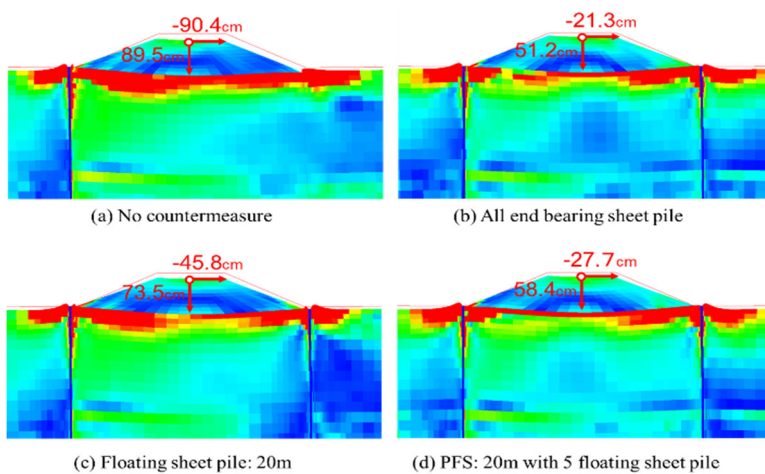 -90.4cm
89.5cm
(a) No countermeasure
-21.3cm
51.2cm
(b) All end bearing sheet pile
-45.8cm
73.5cm
(c) Floating sheet pile: 20m
-27.7cm
58.4cm
(d) PFS: 20m with 5 floating sheet pile